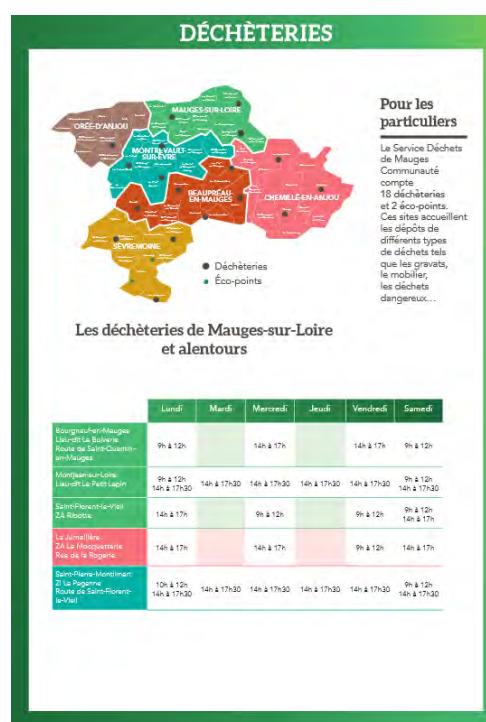 DÉCHÈTERIES
MAUGES-SUR-LOIRE
ORÉE-D'ANJOU
MONTREVAULT
SUR-ÈVRE
BEAUPRÉAU
EN-MAUGES
CHEMILLÉ-EN-ANJOU
SÈVREMOINE
Déchèteries
Éco-points
Pour les
particuliers
Le Service Déchets
de Mauges
Communauté
compte
18 déchèteries
et 2 éco-points.
Ces sites accueillent
les dépôts de
différents types
de déchets tels
que les gravats,
le mobilier,
les déchets
dangereux...
Les déchèteries de Mauges-sur-Loire
et alentours
Lundi Mardi Mercredi Jeudi Vendredi Samedi
Bourgneuf-en-Mauges
Lieu-dit La Boiverie
Route de Saint-Quentin-
en-Mauges
9h à 12h 14h à 17h 14h à 17h 9h à 12h
Montjean-sur-Loire
Lieu-dit Le Petit Lapin
9h à 12h
14h à 17h30 14h à 17h30 14h à 17h30 14h à 17h30 14h à 17h30 9h à 12h
14h à 17h30
Saint-Florent-le-Vieil
ZA Ribotte
14h à 17h 9h à 12h 9h à 12h 9h à 12h
14h à 17h
La Jumellière
ZA La Mocquetterie
Rue de la Rogerie
14h à 17h 14h à 17h 9h à 12h 14h à 17h
Saint-Pierre-Montlimart
ZI La Paganne
Route de Saint-Florent-
le-Vieil
10h à 12h
14h à 17h30 14h à 17h30 14h à 17h30 14h à 17h30 14h à 17h30 9h à 12h
14h à 17h30